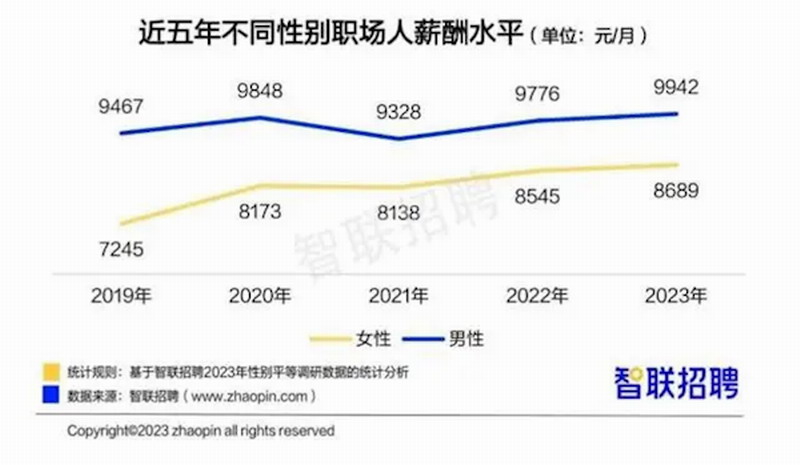 近五年不同性别职场人薪酬水平（单位：元/月）
9467 9848 9328 9776 9942
7245 8173 8138 8545 8689
智联招聘
2019年 2020年 2021年 2022年 2023年
女性 男性
统计规则：基于智联招聘2023年性别平等调研数据的统计分析
数据来源：智联招聘（www.zhaopin.com）
智联招聘
Copyright©2023 zhaopin all rights reserved